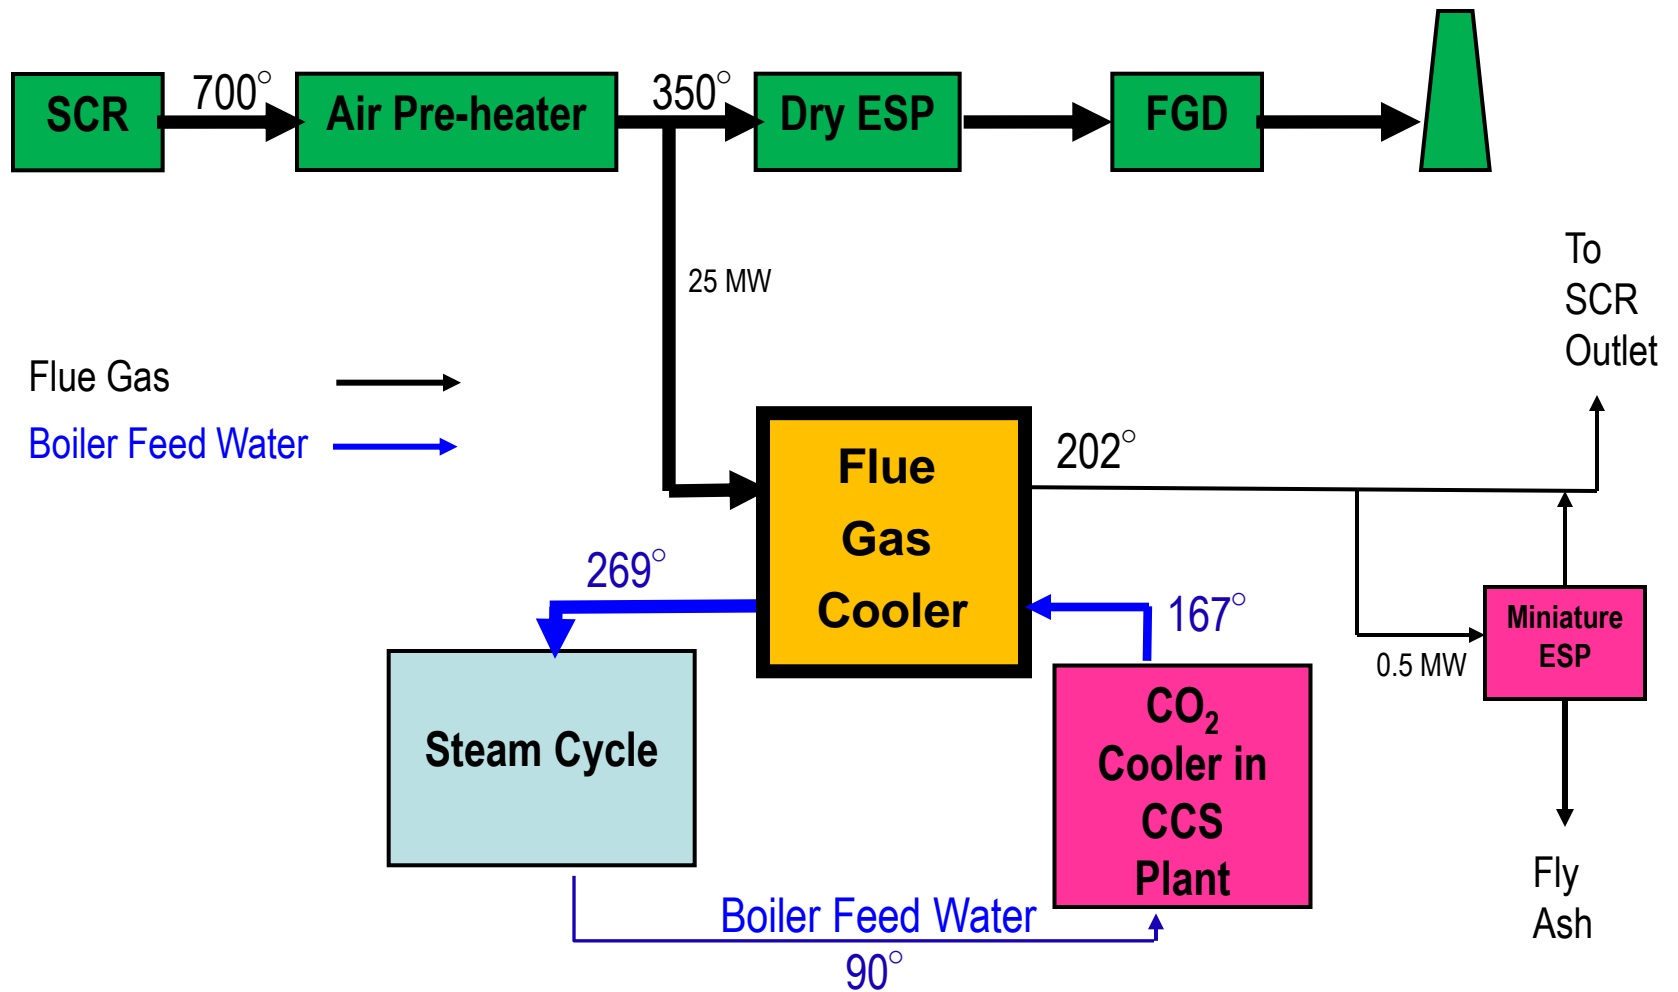 SCR
700°
Air Pre-heater
350°
Dry ESP
FGD
25 MW
To
SCR
Outlet
Flue Gas
Boiler Feed Water
Flue
Gas
Cooler
202°
269°
167°
Miniature
ESP
0.5 MW
Steam Cycle
CO₂
Cooler in
CCS
Plant
Fly
Ash
Boiler Feed Water
90°